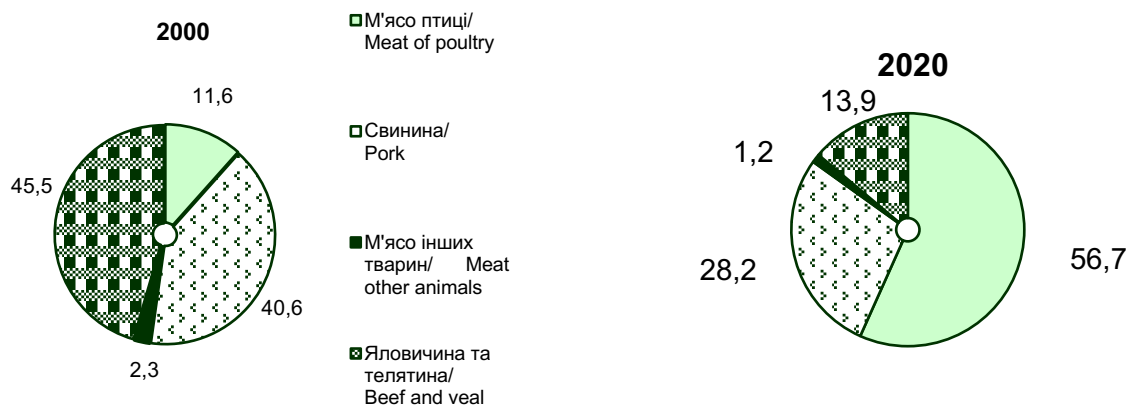 2000
11,6
45,5
40,6
2,3
М'ясо птиці/
Meat of poultry
Свинина/
Pork
М'ясо інших
тварин/ Meat
other animals
Яловичина та
телятина/
Beef and veal
2020
13,9
1,2
28,2
56,7